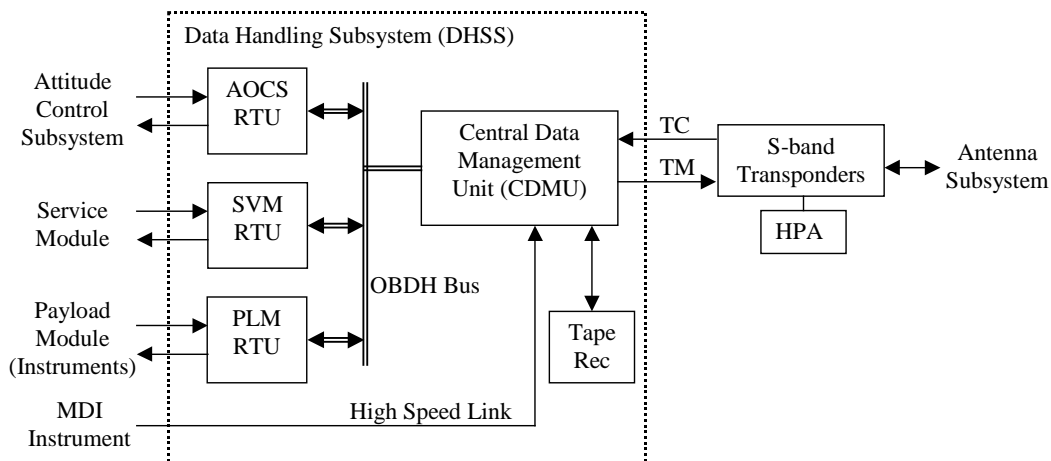 Data Handling Subsystem (DHSS)
Attitude
Control
Subsystem
AOCS
RTU
Service
Module
SVM
RTU
Payload
Module
(Instruments)
PLM
RTU
MDI
Instrument
High Speed Link
OBDH Bus
Central Data
Management
Unit (CDMU)
Tape
Rec
TC
TM
S-band
Transponders
HPA
Antenna
Subsystem